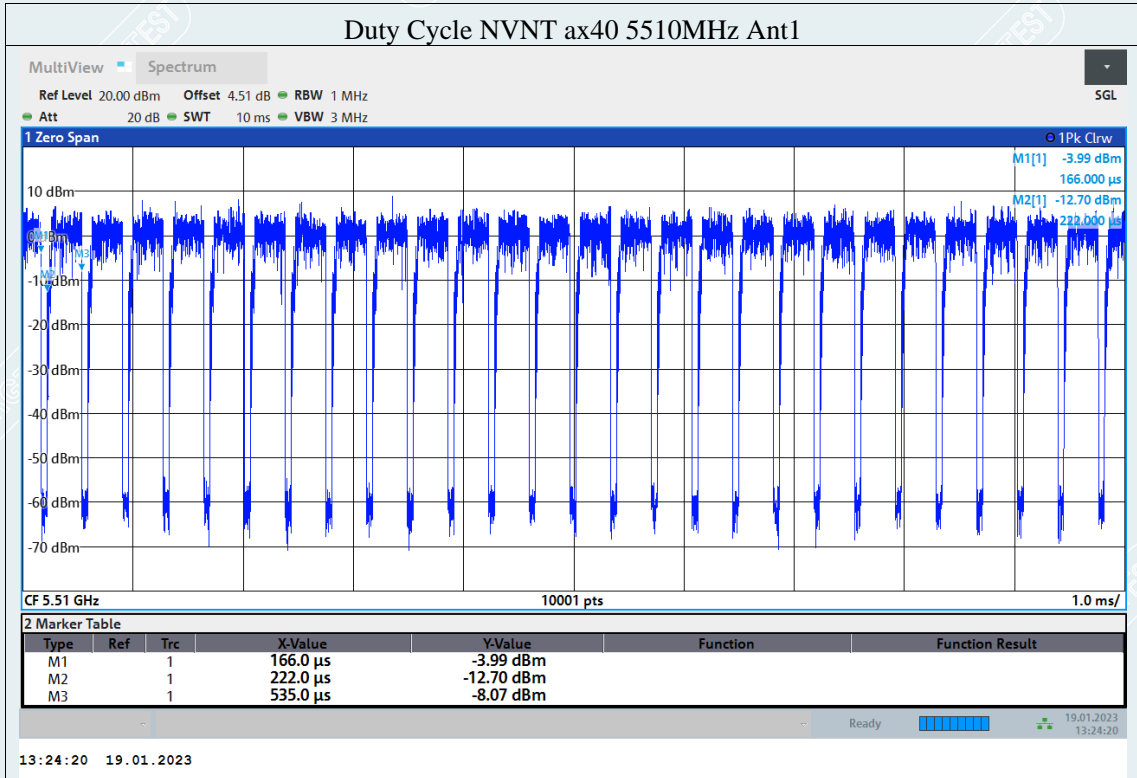 Duty Cycle NVNT ax40 5510MHz Ant1
MultiView Spectrum
Ref Level 20.00 dBm Offset 4.51 dB RBW 1 MHz SGL
Att 20 dB SWT 10 ms VBW 3 MHz
1 Zero Span 1Pk Clrw
M1[1] -3.99 dBm
166.000 µs
10 dBm
M2[1] -12.70 dBm
222.000 µs
0 dBm
M1
M3
M2
-10 dBm
-20 dBm
-30 dBm
-40 dBm
-50 dBm
-60 dBm
-70 dBm
CF 5.51 GHz 10001 pts 1.0 ms/
2 Marker Table
Type Ref Trc X-Value Y-Value Function Function Result
M1 1 166.0 µs -3.99 dBm
M2 1 222.0 µs -12.70 dBm
M3 1 535.0 µs -8.07 dBm
Ready 19.01.2023
13:24:20
13:24:20 19.01.2023